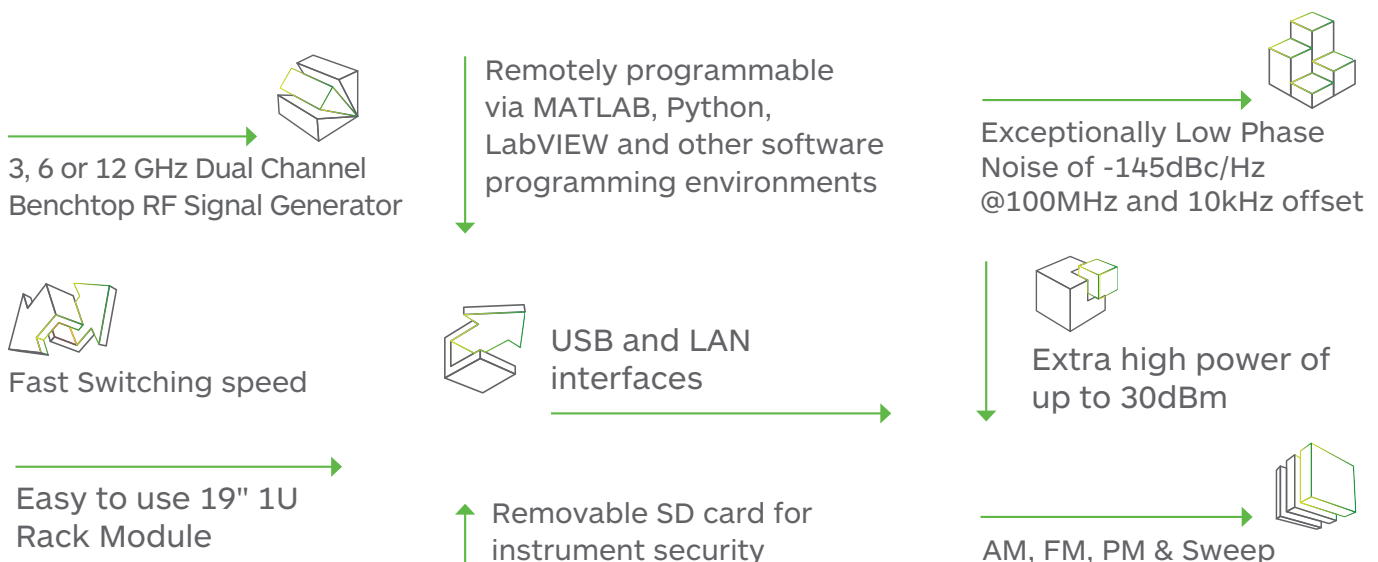 3, 6 or 12 GHz Dual Channel
Benchtop RF Signal Generator
Remotely programmable
via MATLAB, Python,
LabVIEW and other software
programming environments
Exceptionally Low Phase
Noise of -145dBc/Hz
@100MHz and 10kHz offset
Fast Switching speed
USB and LAN
interfaces
Extra high power of
up to 30dBm
Easy to use 19" 1U
Rack Module
Removable SD card for
instrument security
AM, FM, PM & Sweep